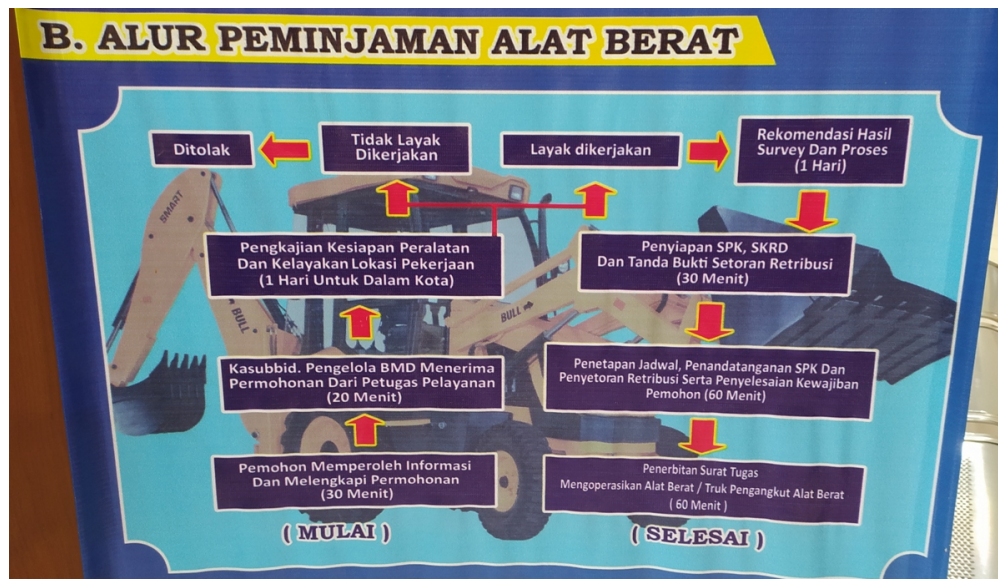 B. ALUR PEMINJAMAN ALAT BERAT
Ditolak
Tidak Layak
Dikerjakan
Layak dikerjakan
Rekomendasi Hasil
Survey Dan Proses
(1 Hari)
Pengkajian Kesiapan Peralatan
Dan Kelayakan Lokasi Pekerjaan
(1 Hari Untuk Dalam Kota)
Penyiapan SPK, SKRD
Dan Tanda Bukti Setoran Retribusi
(30 Menit)
Kasubbid. Pengelola BMD Menerima
Permohonan Dari Petugas Pelayanan
(20 Menit)
Penetapan Jadwal, Penandatanganan SPK Dan
Penyetoran Retribusi Serta Penyelesaian Kewajiban
Pemohon (60 Menit)
Pemohon Memperoleh Informasi
Dan Melengkapi Permohonan
(30 Menit)
Penerbitan Surat Tugas
Mengoperasikan Alat Berat / Truk Pengangkut Alat Berat
( 60 Menit )
( MULAI )
( SELESAI )
SMART
BULL
BULL